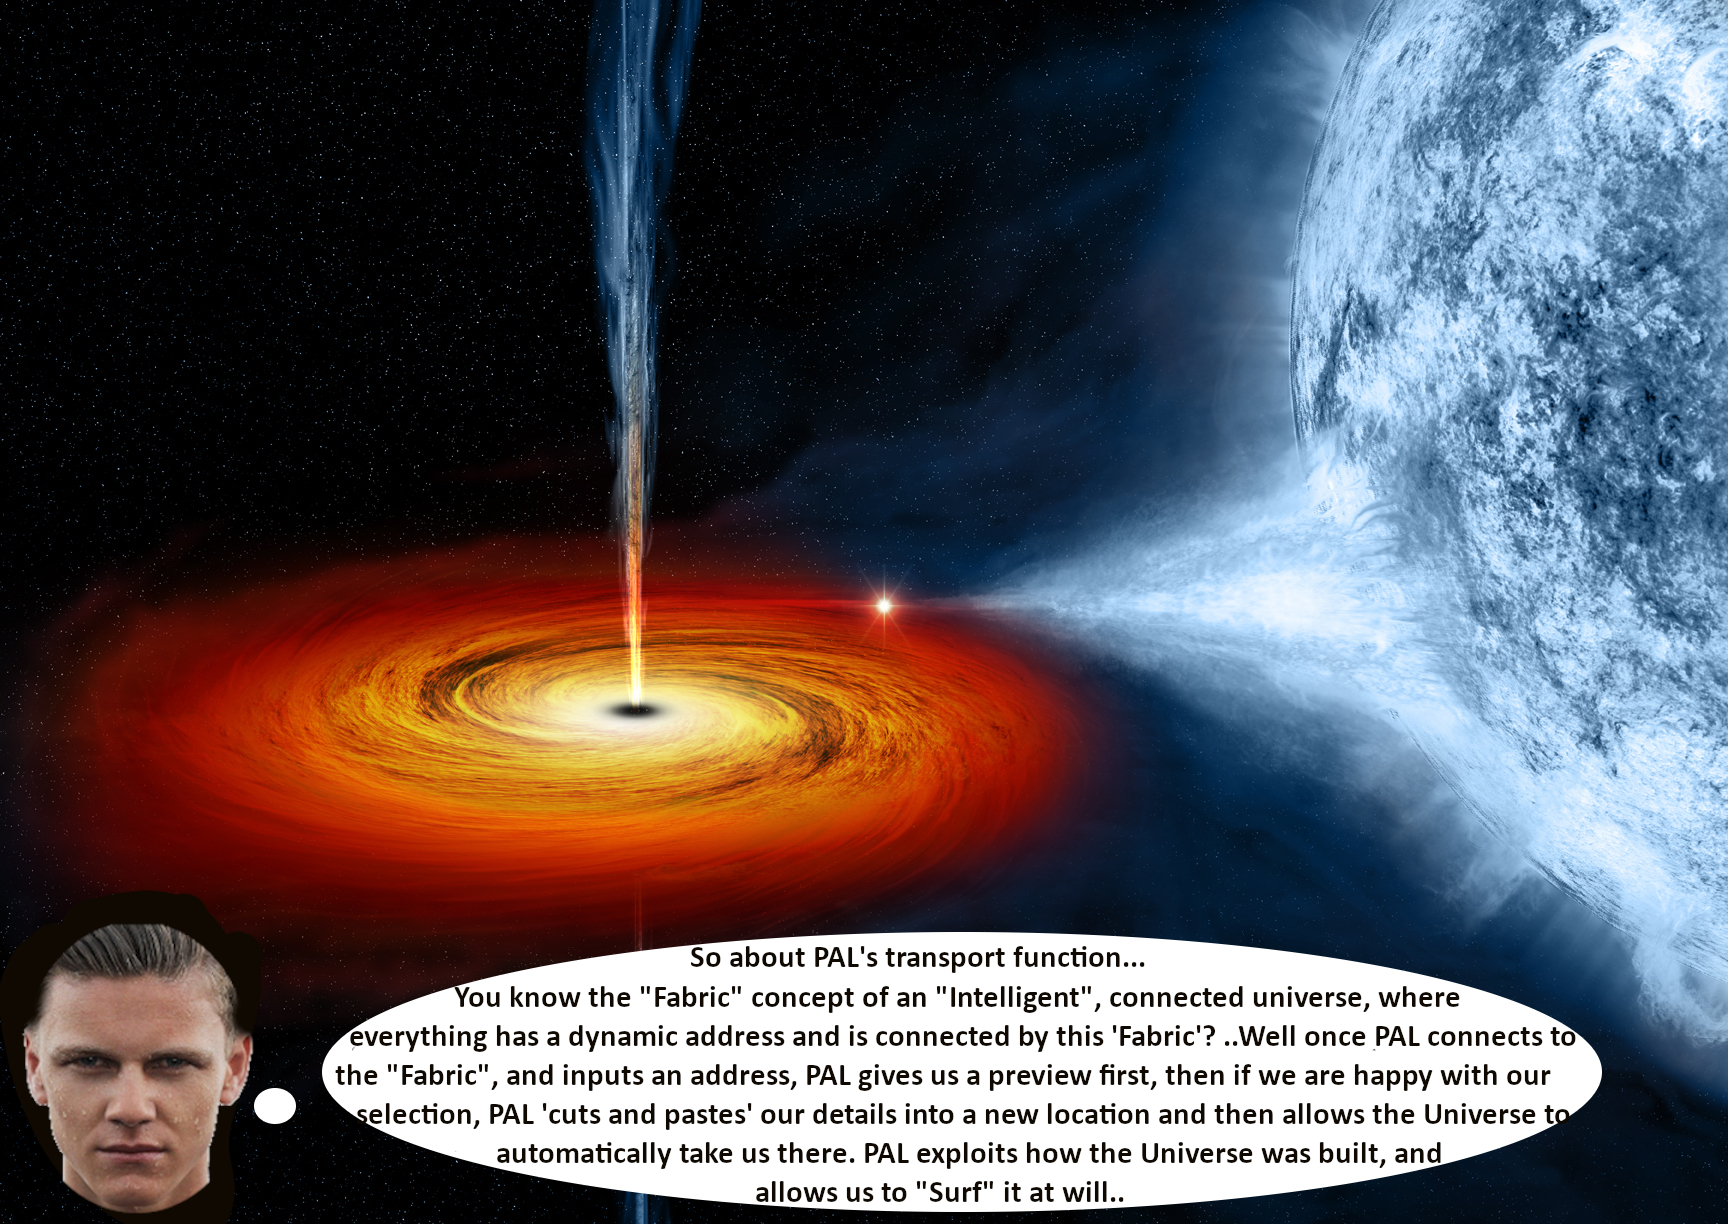 So about PAL's transport function...
You know the "Fabric" concept of an "Intelligent", connected universe, where
everything has a dynamic address and is connected by this 'Fabric'? ..Well once PAL connects to
the "Fabric", and inputs an address, PAL gives us a preview first, then if we are happy with our
selection, PAL 'cuts and pastes' our details into a new location and then allows the Universe to
automatically take us there. PAL exploits how the Universe was built, and
allows us to "Surf" it at will..